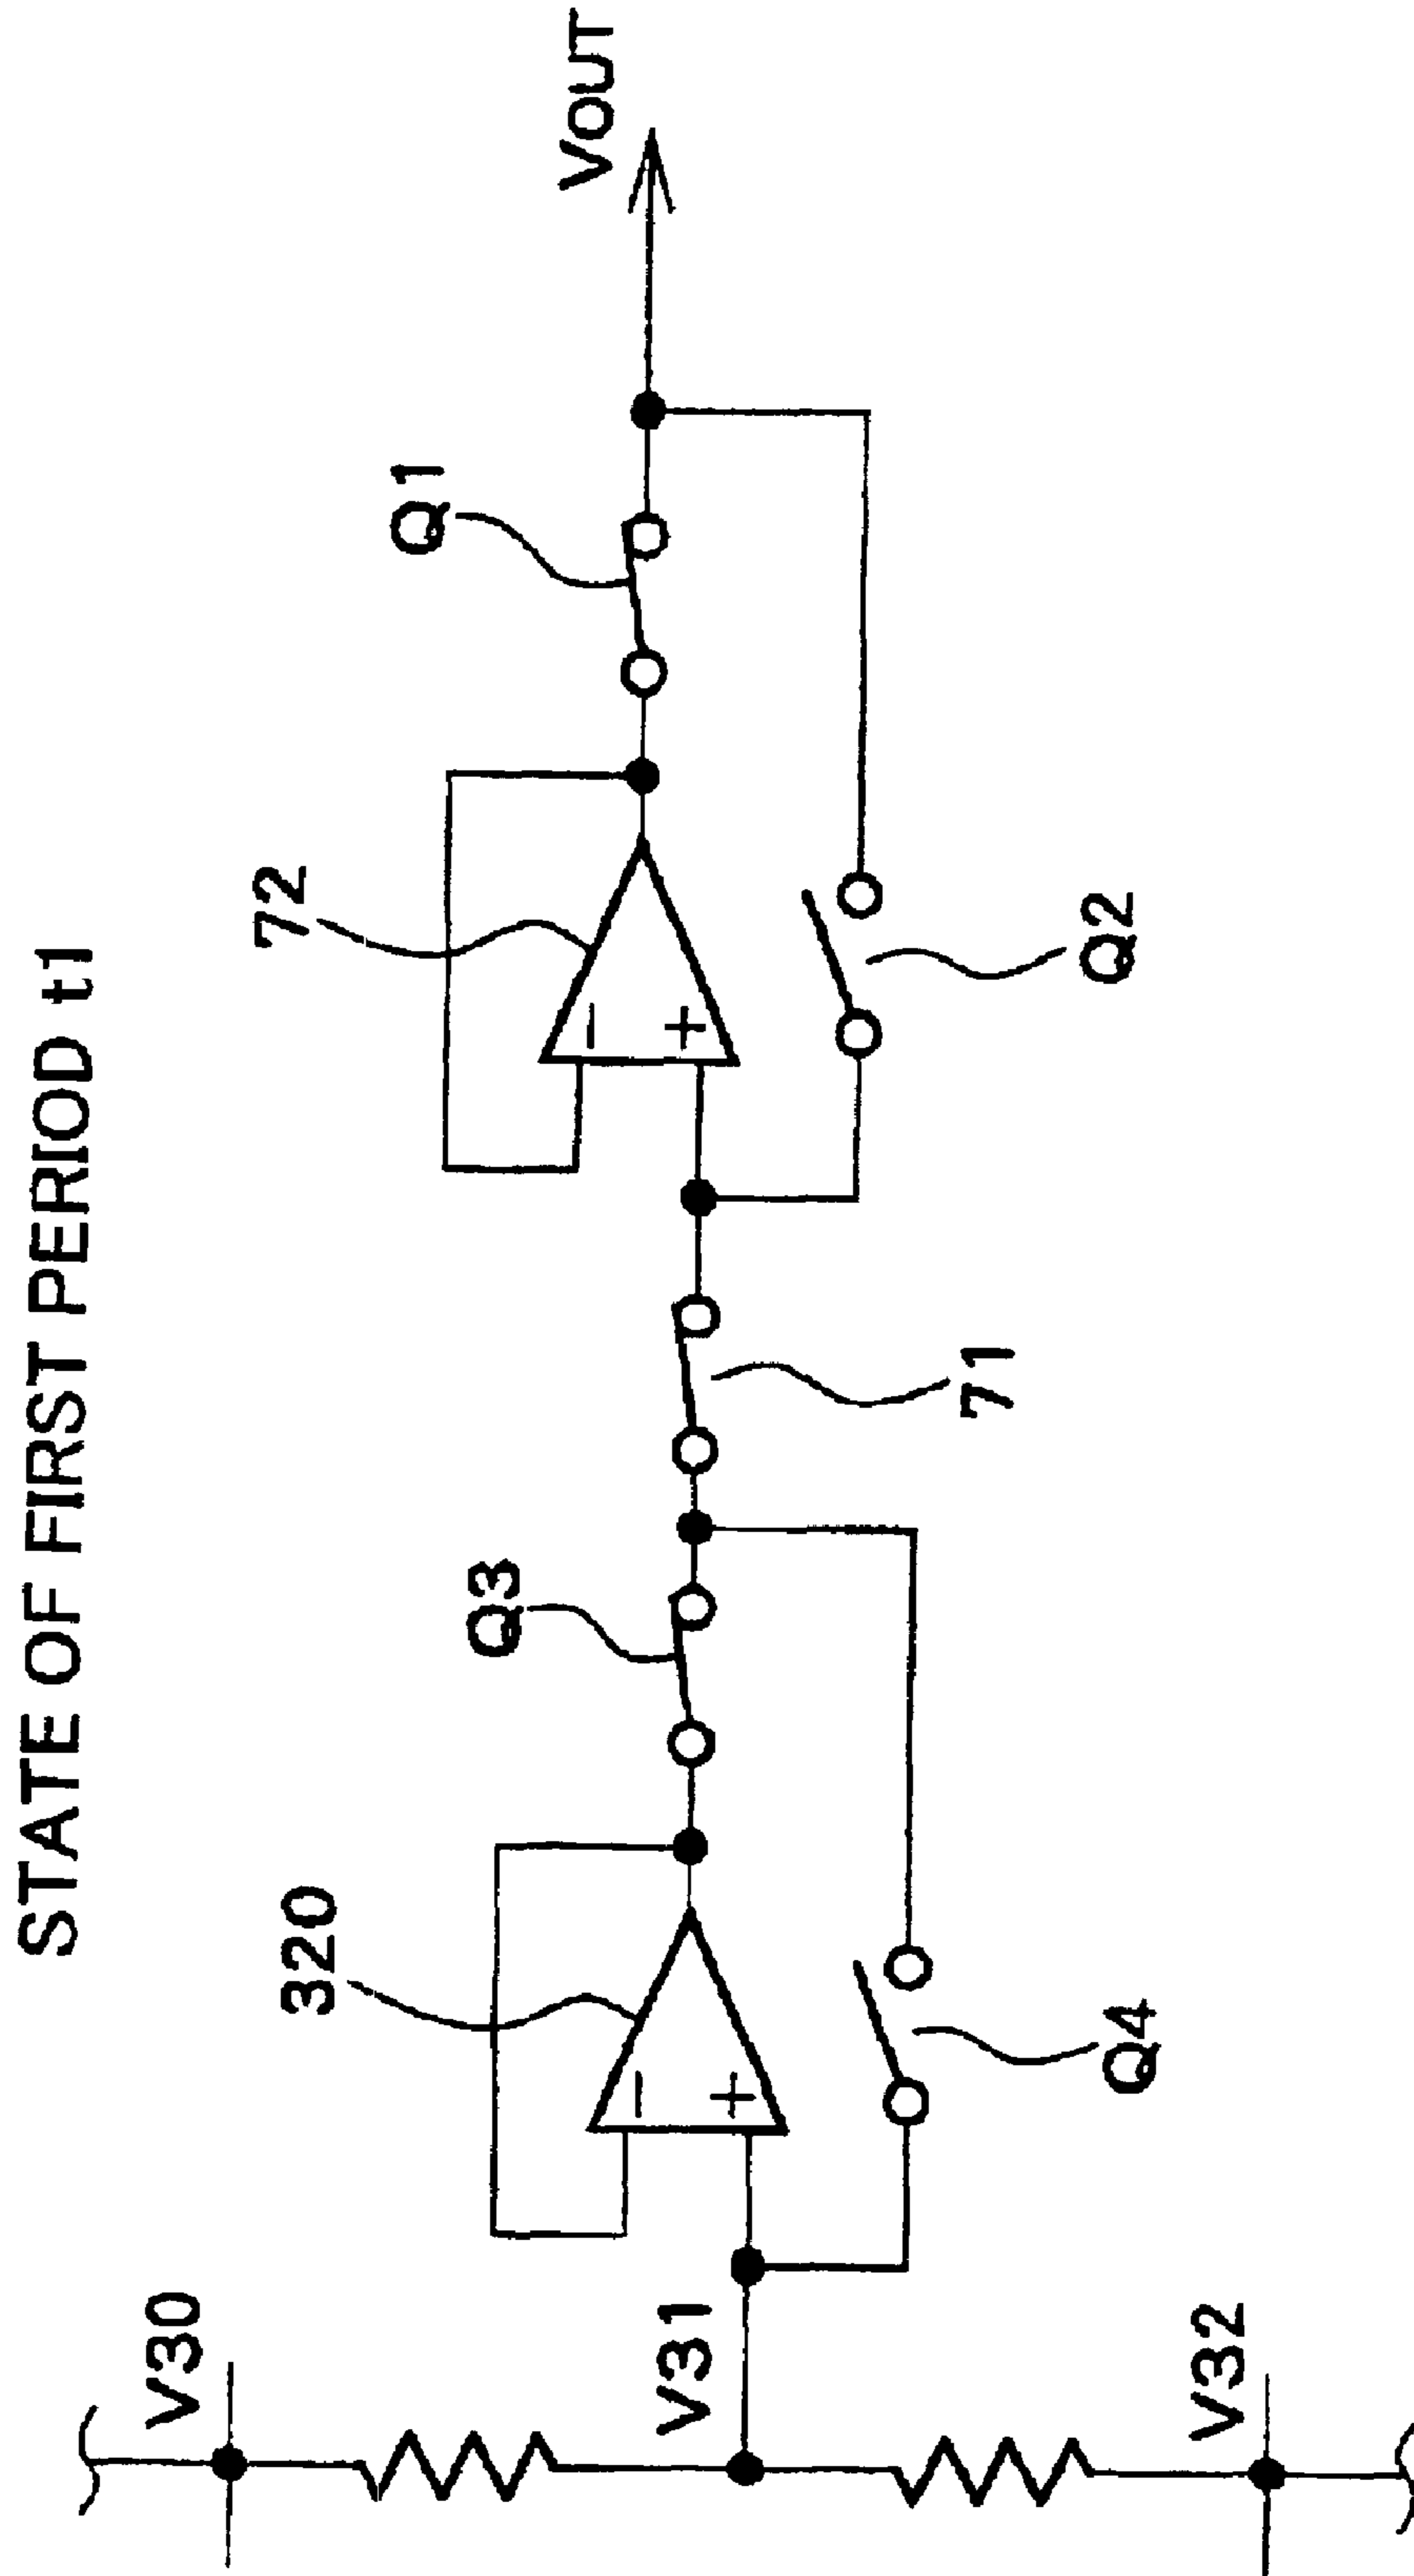 STATE OF FIRST PERIOD t1
V30
V31
V32
320
Q3
Q4
71
72
Q1
Q2
VOUT
− +
− +